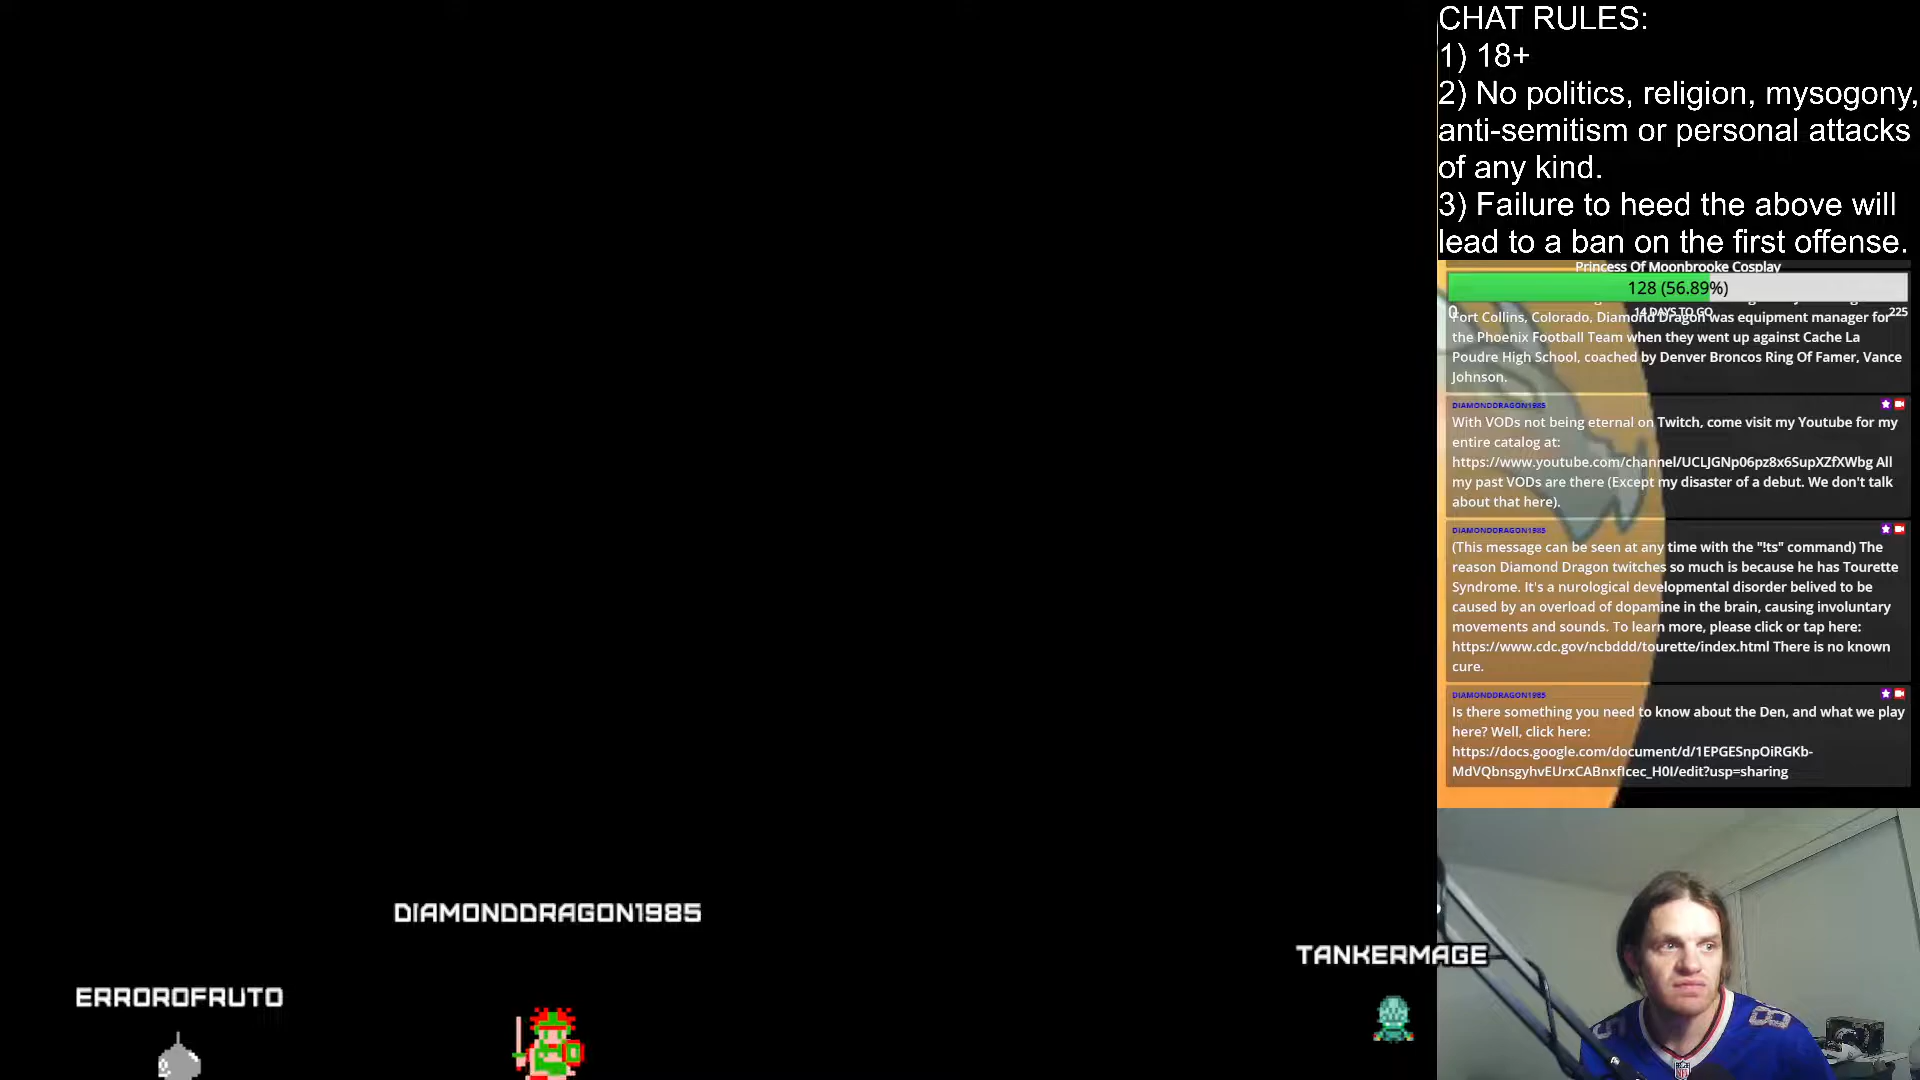 CHAT RULES:
1) 18+
2) No politics, religion, mysogony,
anti-semitism or personal attacks
of any kind.
3) Failure to heed the above will
lead to a ban on the first offense.
Princess Of Moonbrooke Cosplay
128 (56.89%)
0
14 DAYS TO GO
225
Fort Collins, Colorado, Diamond Dragon was equipment manager for
the Phoenix Football Team when they went up against Cache La
Poudre High School, coached by Denver Broncos Ring Of Famer, Vance
Johnson.
DIAMONDDRAGON1985
With VODs not being eternal on Twitch, come visit my Youtube for my
entire catalog at:
https://www.youtube.com/channel/UCLJGNp06pz8x6SupXZfXWbg All
my past VODs are there (Except my disaster of a debut. We don't talk
about that here).
DIAMONDDRAGON1985
(This message can be seen at any time with the "!ts" command) The
reason Diamond Dragon twitches so much is because he has Tourette
Syndrome. It's a nurological developmental disorder belived to be
caused by an overload of dopamine in the brain, causing involuntary
movements and sounds. To learn more, please click or tap here:
https://www.cdc.gov/ncbddd/tourette/index.html There is no known
cure.
DIAMONDDRAGON1985
Is there something you need to know about the Den, and what we play
here? Well, click here:
https://docs.google.com/document/d/1EPGESnpOiRGKb-
MdVQbnsgyhvEUrxCABnxfIcec_H0I/edit?usp=sharing
DIAMONDDRAGON1985
TANKERMAGE
ERROROFRUTO
85
NFL